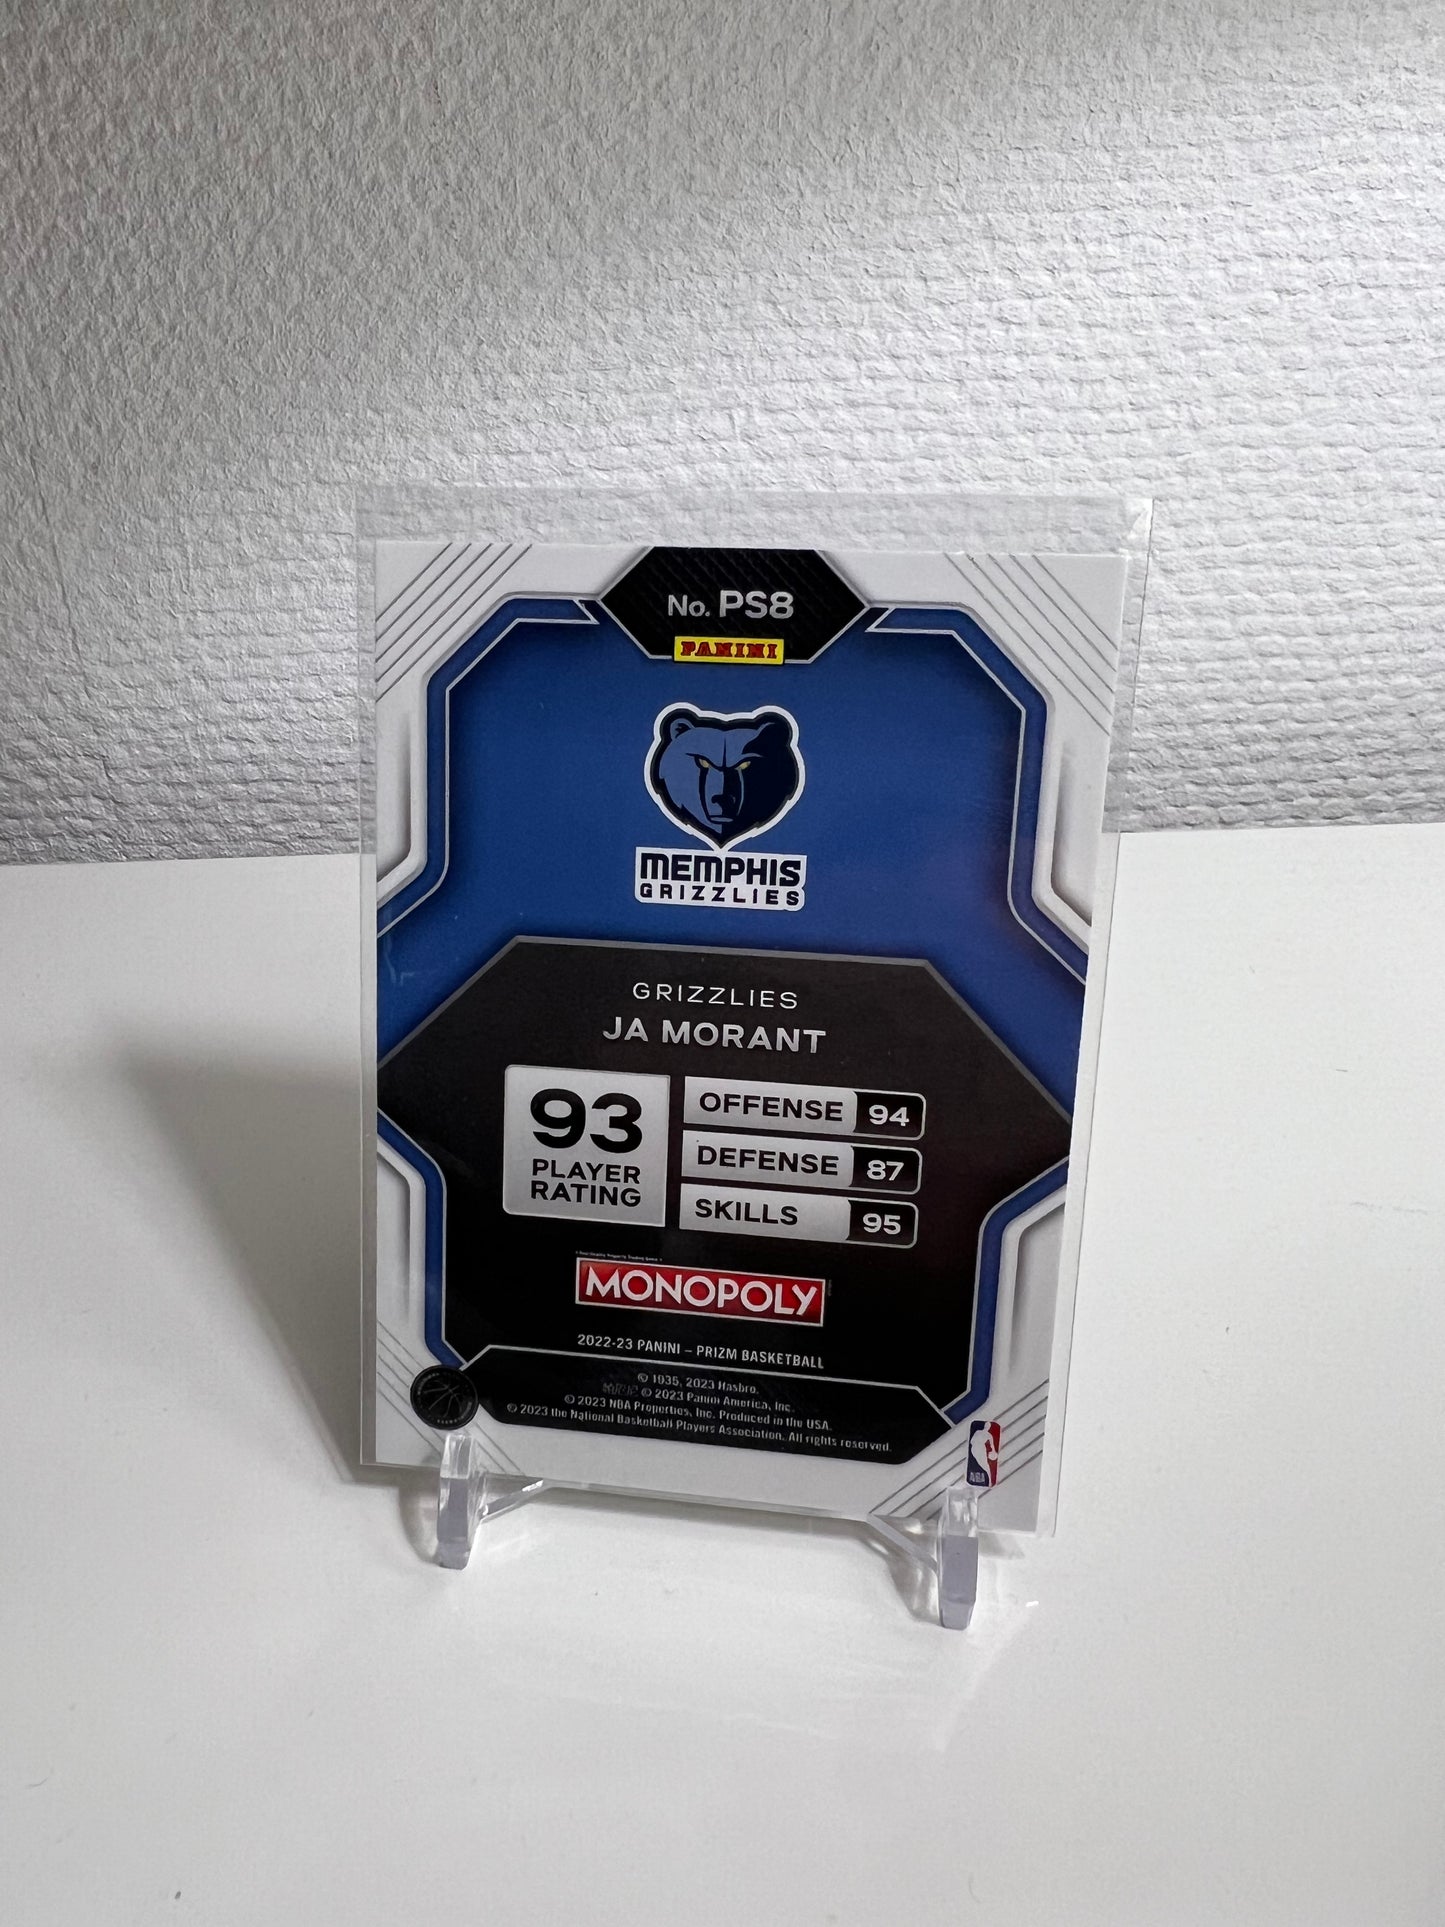 No. PS8
PANINI
MEMPHIS
GRIZZLIES
GRIZZLIES
JA MORANT
93
PLAYER
RATING
OFFENSE 94
DEFENSE 87
SKILLS 95
MONOPOLY
2022-23 PANINI – PRIZM BASKETBALL
© 1935, 2023 Hasbro.
© 2023 Panini America, Inc.
© 2023 NBA Properties, Inc. Produced in the USA.
© 2023 the National Basketball Players Association. All rights reserved.
NBA